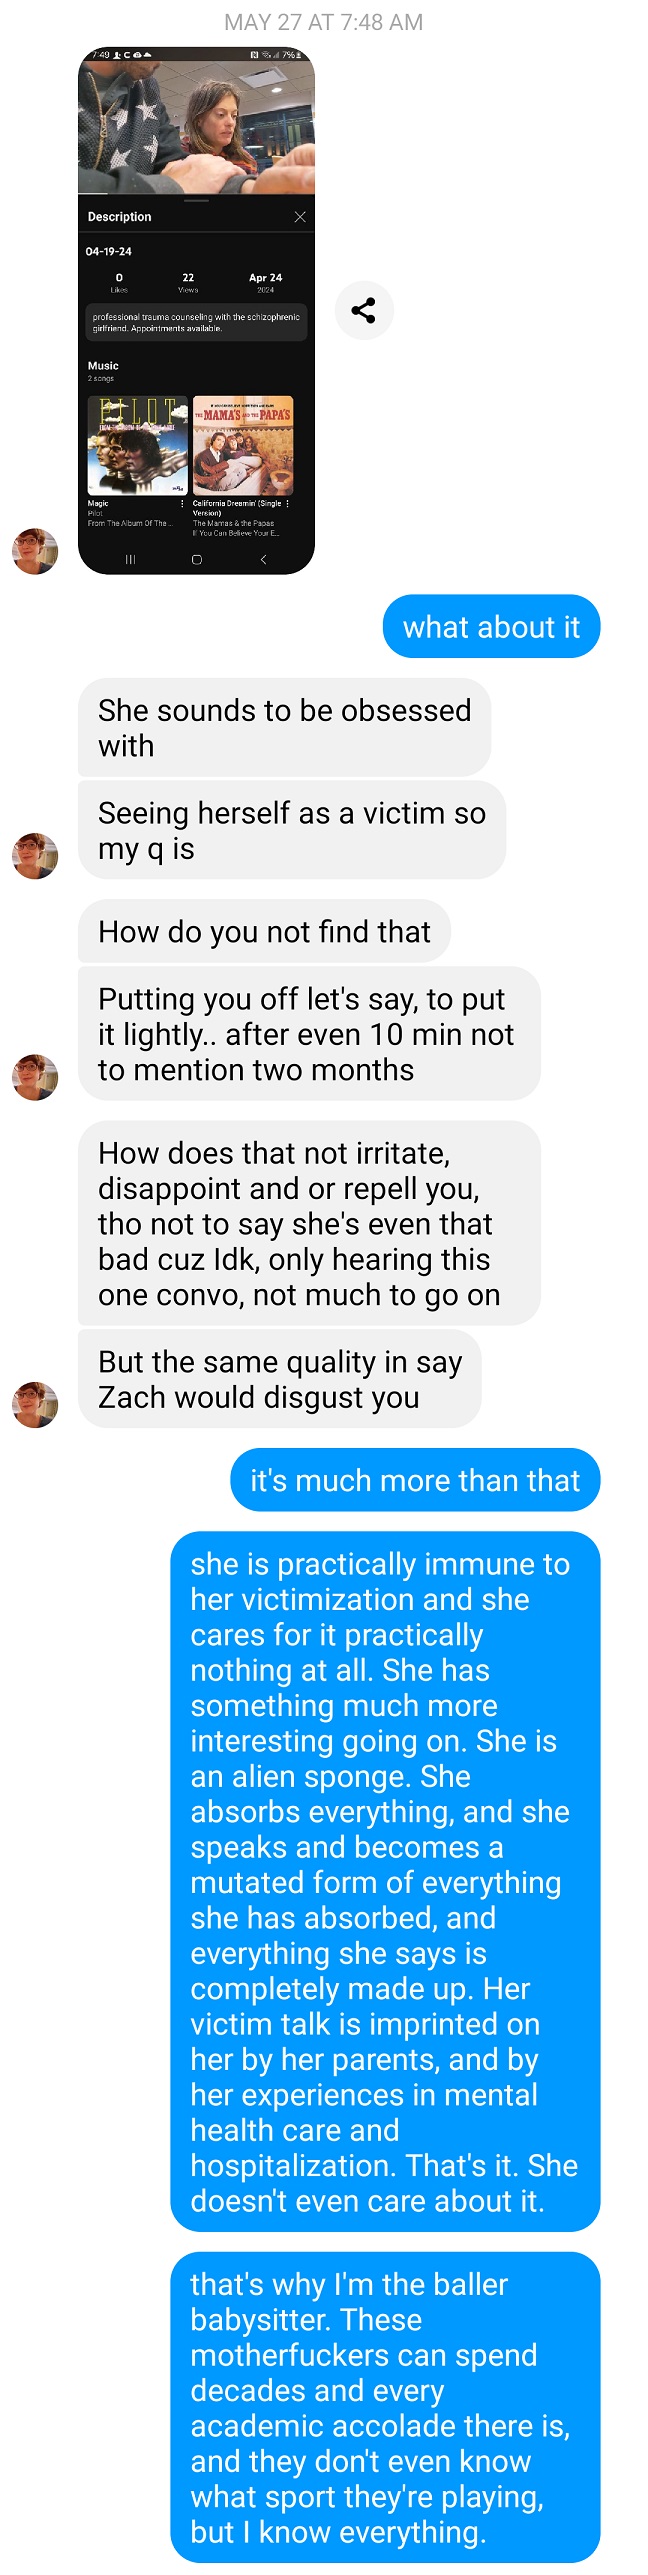 MAY 27 AT 7:48 AM
7:49
7%
Description
04-19-24
0 22 Apr 24
Likes Views 2024
professional trauma counseling with the schizophrenic
girlfriend. Appointments available.
Music
2 songs
PILOT
THE MAMA'S AND THE PAPA'S
Magic
Pilot
From The Album Of The ...
California Dreamin' (Single
Version)
The Mamas & the Papas
If You Can Believe Your E...
what about it
She sounds to be obsessed
with
Seeing herself as a victim so
my q is
How do you not find that
Putting you off let's say, to put
it lightly.. after even 10 min not
to mention two months
How does that not irritate,
disappoint and or repell you,
tho not to say she's even that
bad cuz Idk, only hearing this
one convo, not much to go on
But the same quality in say
Zach would disgust you
it's much more than that
she is practically immune to
her victimization and she
cares for it practically
nothing at all. She has
something much more
interesting going on. She is
an alien sponge. She
absorbs everything, and she
speaks and becomes a
mutated form of everything
she has absorbed, and
everything she says is
completely made up. Her
victim talk is imprinted on
her by her parents, and by
her experiences in mental
health care and
hospitalization. That's it. She
doesn't even care about it.
that's why I'm the baller
babysitter. These
motherfuckers can spend
decades and every
academic accolade there is,
and they don't even know
what sport they're playing,
but I know everything.